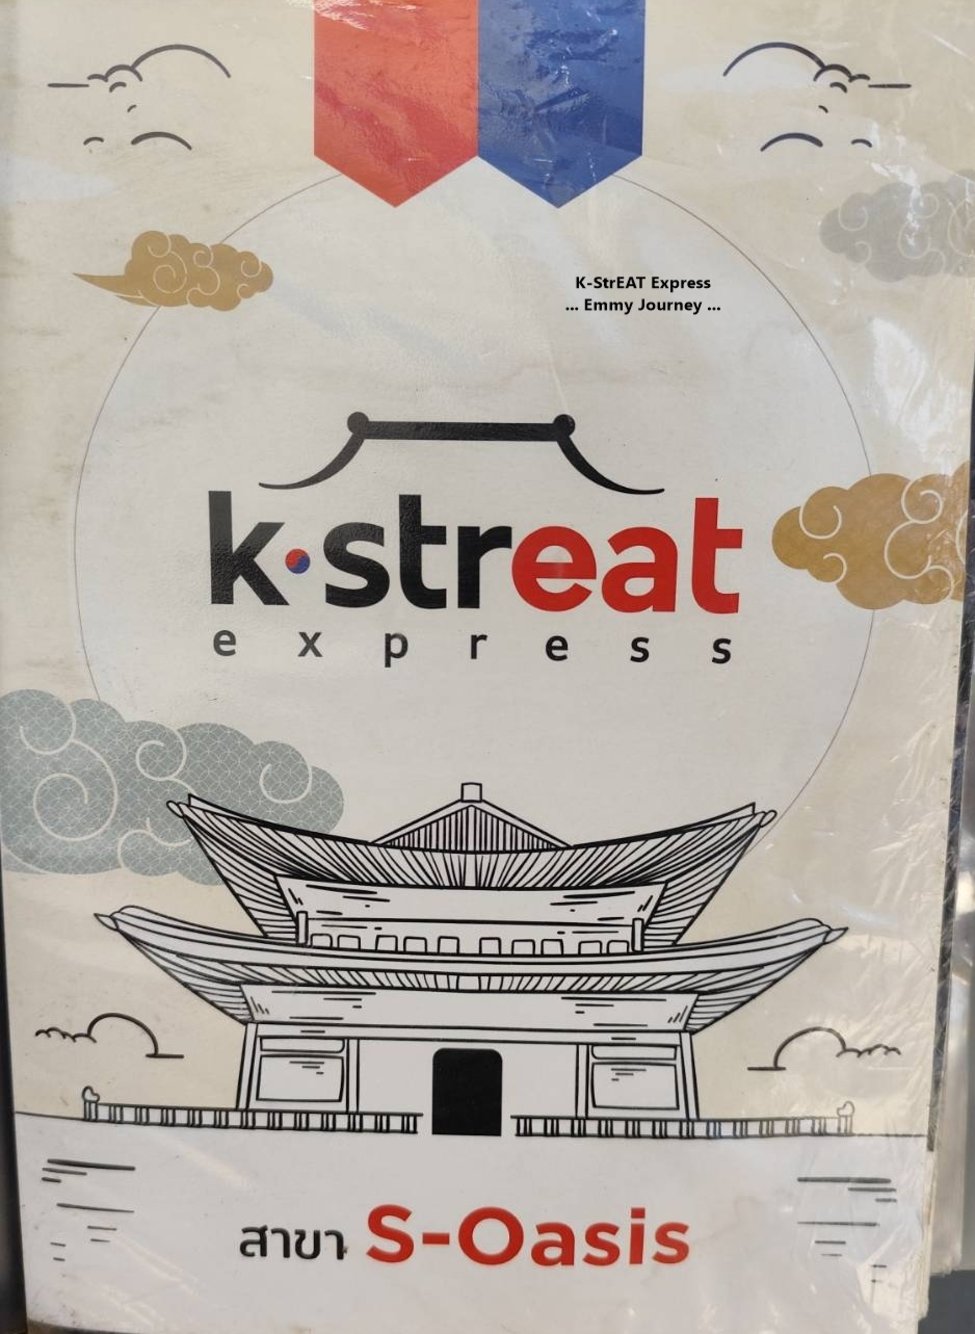 K-StrEAT Express
... Emmy Journey ...
k·streat
express
สาขา S-Oasis